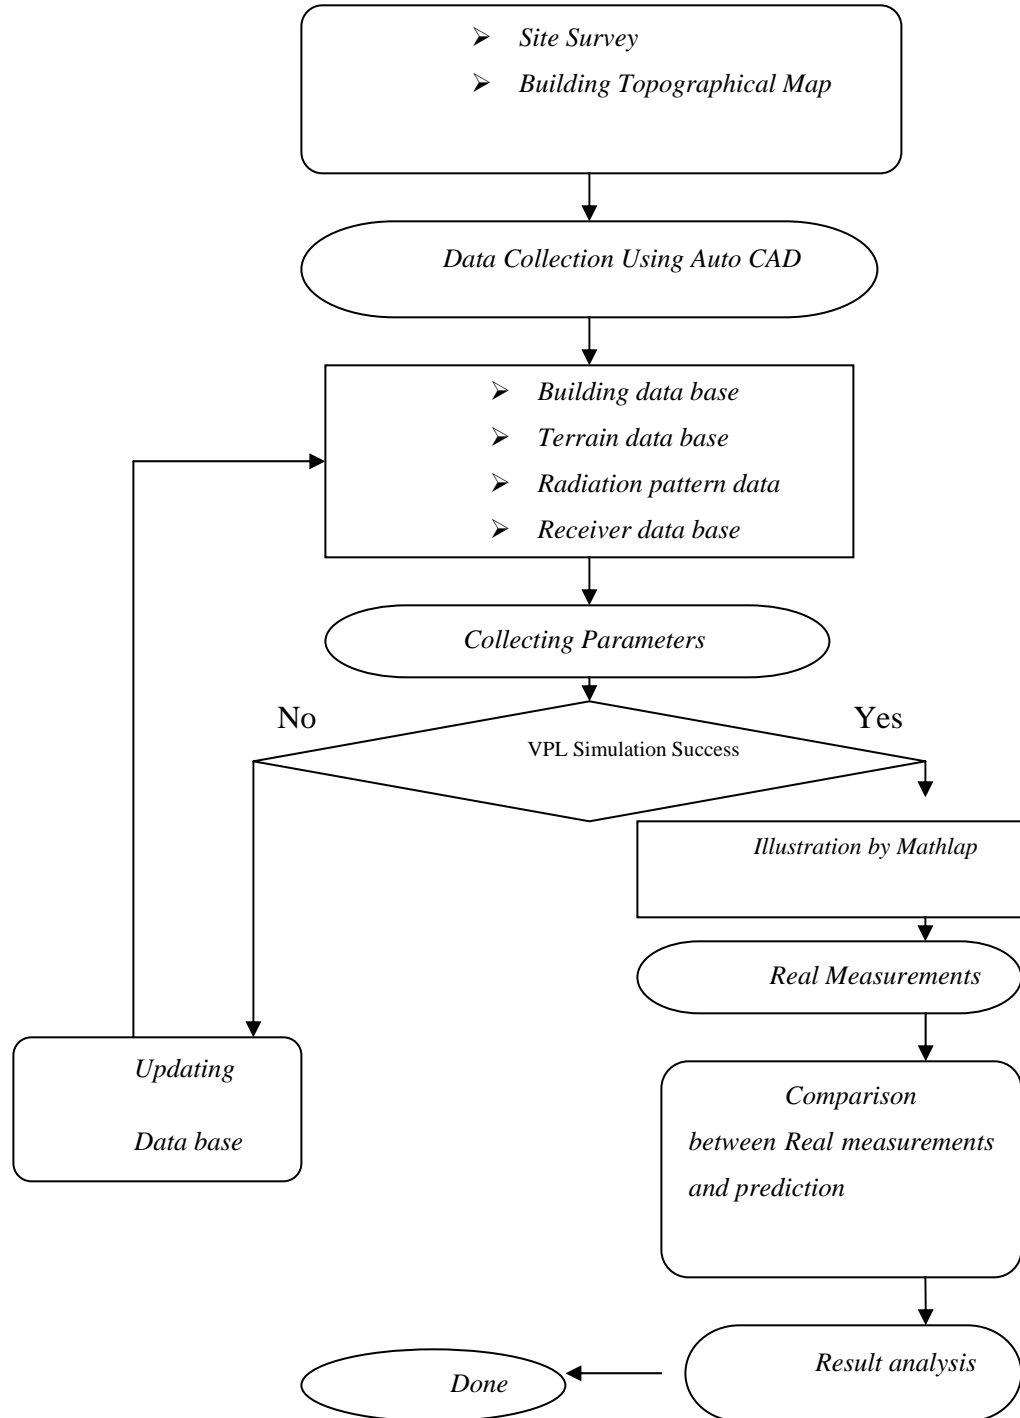 ➢ Site Survey
➢ Building Topographical Map
Data Collection Using Auto CAD
➢ Building data base
➢ Terrain data base
➢ Radiation pattern data
➢ Receiver data base
Collecting Parameters
No
Yes
VPL Simulation Success
Illustration by Mathlap
Real Measurements
Updating
Data base
Comparison
between Real measurements
and prediction
Result analysis
Done